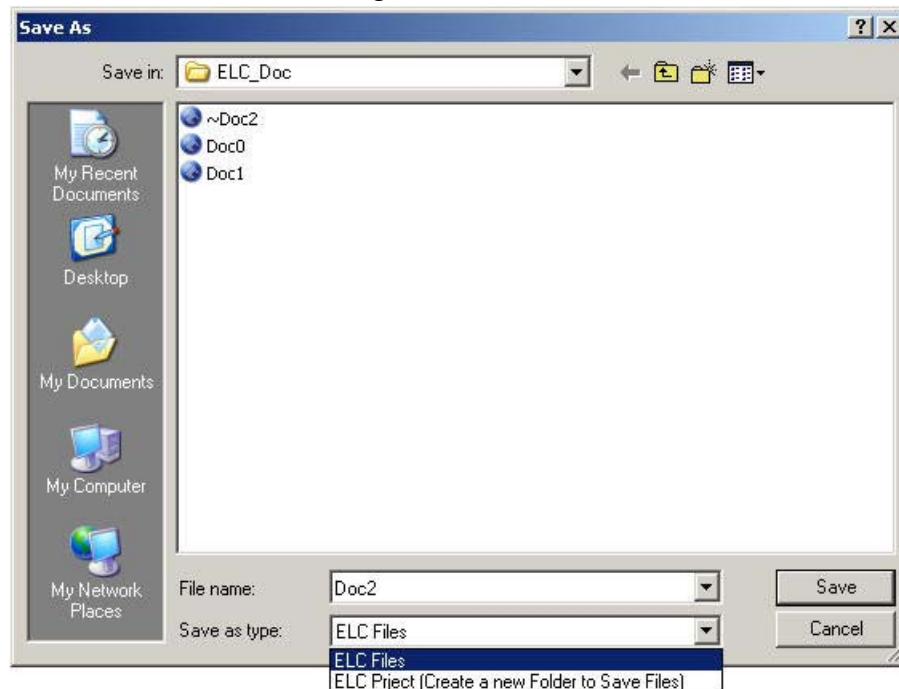 Save As
Save in: ELC_Doc
~Doc2
Doc0
Doc1
My Recent
Documents
Desktop
My Documents
My Computer
My Network
Places
File name: Doc2 Save
Save as type: ELC Files Cancel
ELC Files
ELC Prject (Create a new Folder to Save Files)